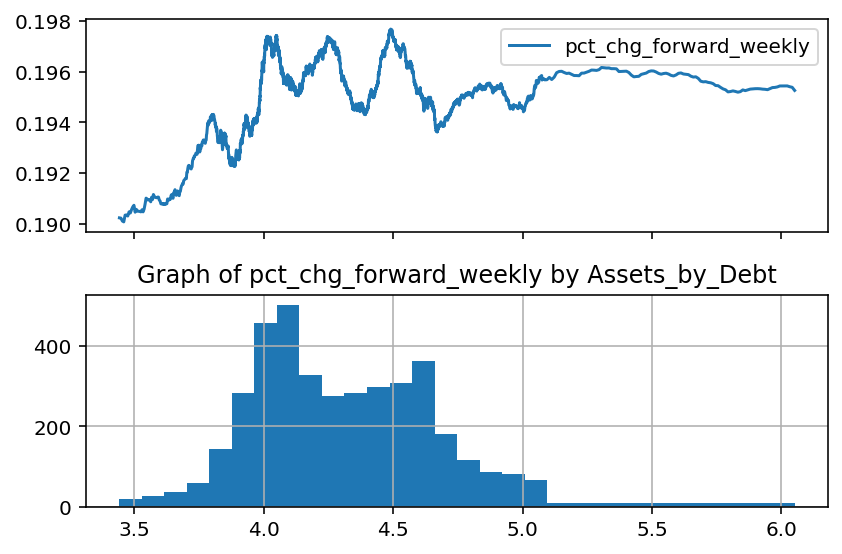 0.198
pct_chg_forward_weekly
0.196
0.194
0.192
0.190
Graph of pct_chg_forward_weekly by Assets_by_Debt
400
200
0
3.5 4.0 4.5 5.0 5.5 6.0